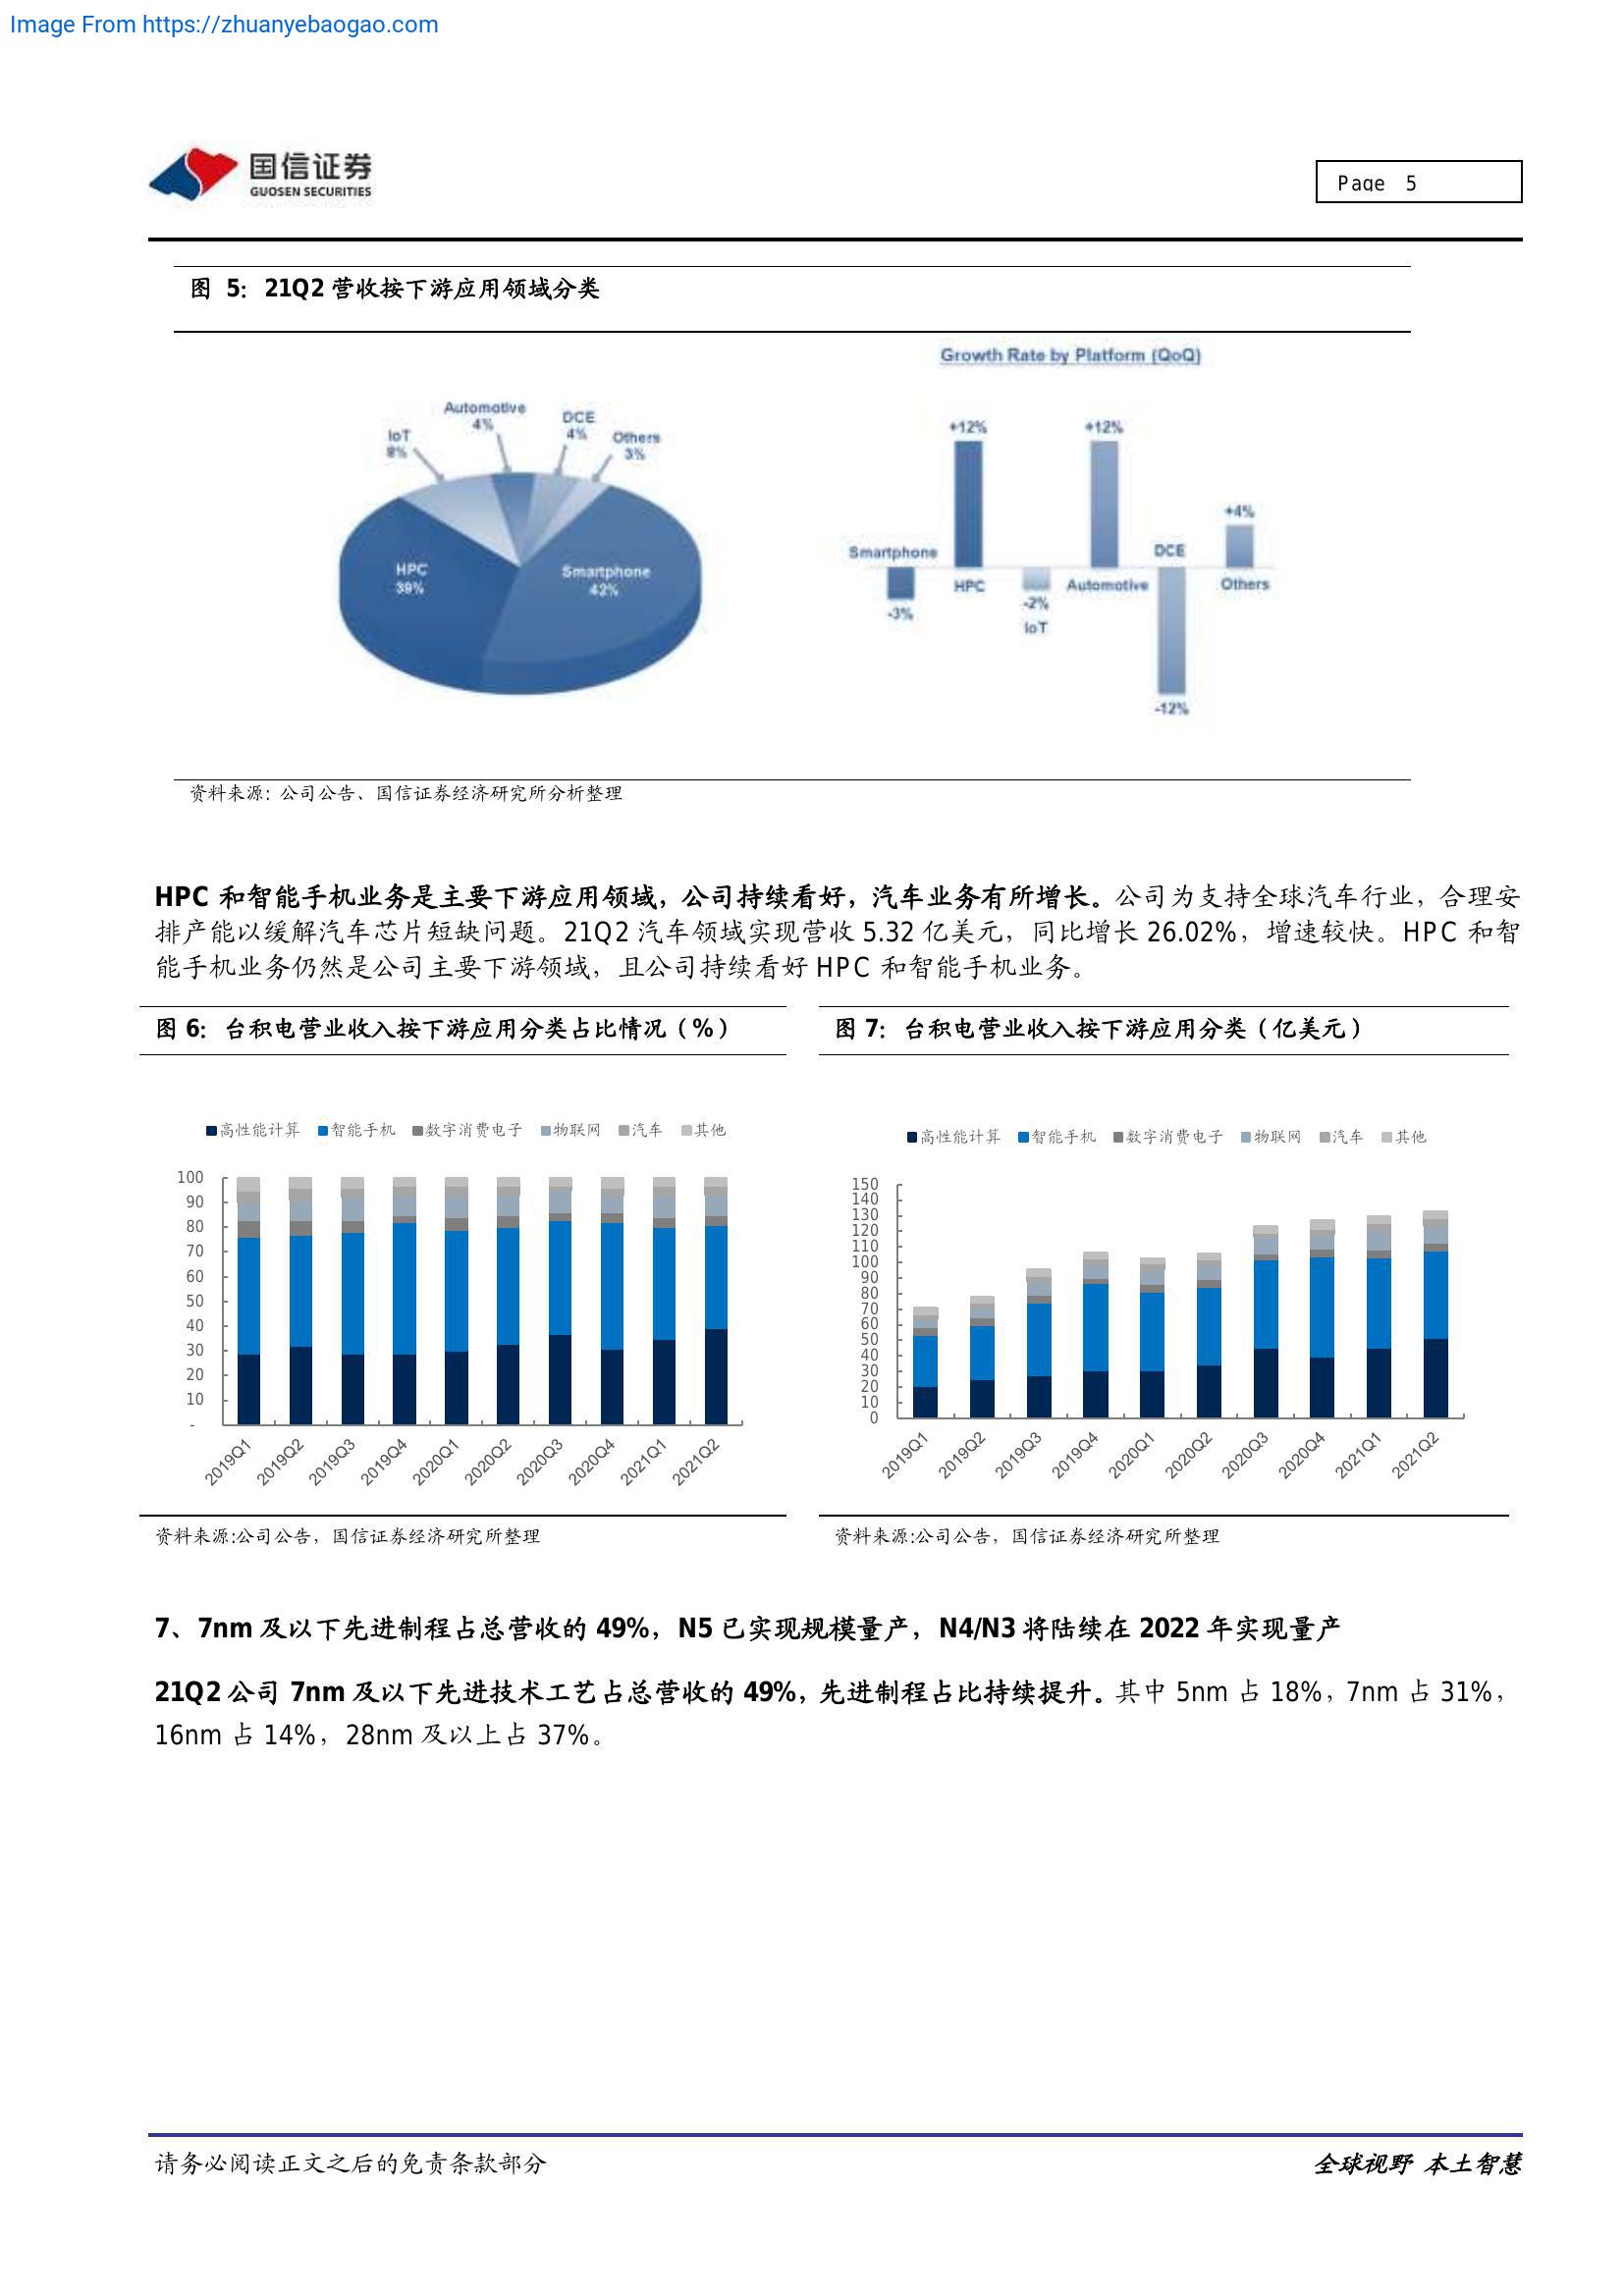 Image From https://zhuanyebaogao.com
国信证券
GUOSEN SECURITIES
Page 5
图 5：21Q2 营收按下游应用领域分类
Growth Rate by Platform (QoQ)
Automotive
4%
DCE
4%
IoT
8%
Others
3%
HPC
39%
Smartphone
42%
+12%
+12%
+4%
Smartphone
DCE
HPC
Automotive
Others
-3%
-2%
IoT
-12%
资料来源：公司公告、国信证券经济研究所分析整理
HPC 和智能手机业务是主要下游应用领域，公司持续看好，汽车业务有所增长。公司为支持全球汽车行业，合理安
排产能以缓解汽车芯片短缺问题。21Q2 汽车领域实现营收 5.32 亿美元，同比增长 26.02%，增速较快。HPC 和智
能手机业务仍然是公司主要下游领域，且公司持续看好 HPC 和智能手机业务。
图 6：台积电营业收入按下游应用分类占比情况（%）
高性能计算 智能手机 数字消费电子 物联网 汽车 其他
100
90
80
70
60
50
40
30
20
10
-
2019Q1 2019Q2 2019Q3 2019Q4 2020Q1 2020Q2 2020Q3 2020Q4 2021Q1 2021Q2
资料来源:公司公告，国信证券经济研究所整理
图 7：台积电营业收入按下游应用分类（亿美元）
高性能计算 智能手机 数字消费电子 物联网 汽车 其他
150
140
130
120
110
100
90
80
70
60
50
40
30
20
10
0
2019Q1 2019Q2 2019Q3 2019Q4 2020Q1 2020Q2 2020Q3 2020Q4 2021Q1 2021Q2
资料来源:公司公告，国信证券经济研究所整理
7、7nm 及以下先进制程占总营收的 49%，N5 已实现规模量产，N4/N3 将陆续在 2022 年实现量产
21Q2 公司 7nm 及以下先进技术工艺占总营收的 49%，先进制程占比持续提升。其中 5nm 占 18%，7nm 占 31%，
16nm 占 14%，28nm 及以上占 37%。
请务必阅读正文之后的免责条款部分
全球视野 本土智慧